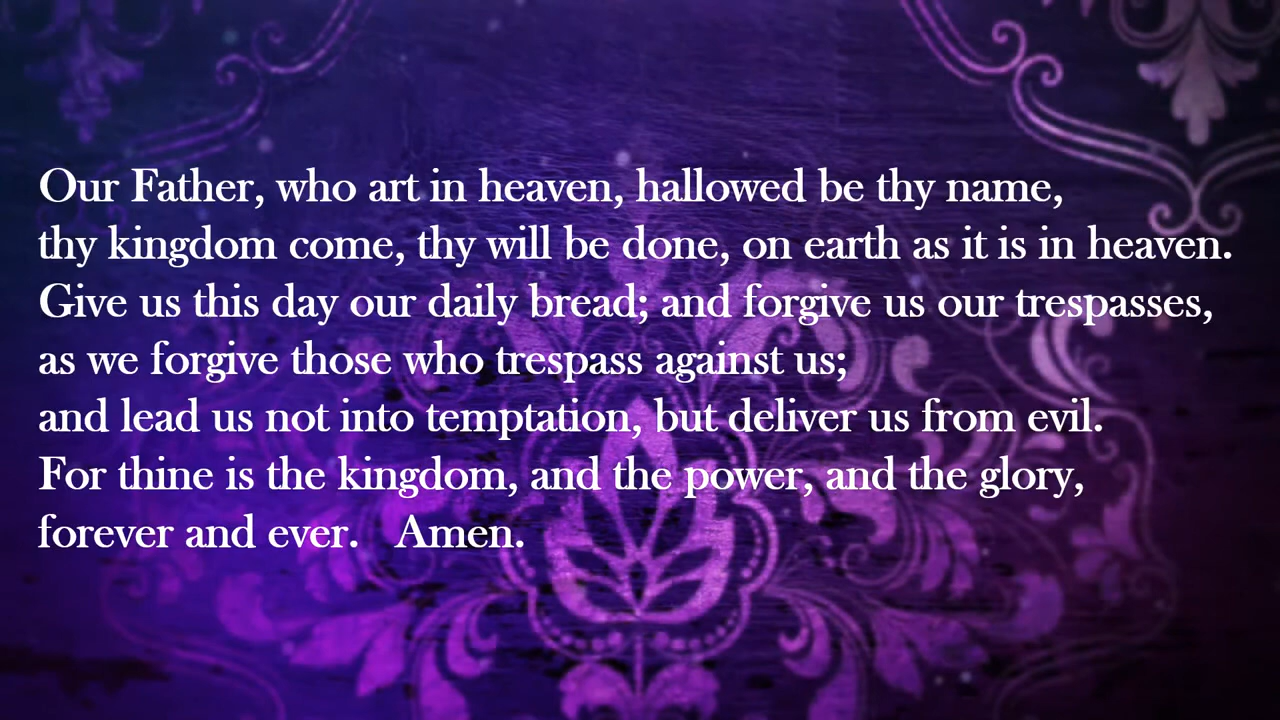 Our Father, who art in heaven, hallowed be thy name,
thy kingdom come, thy will be done, on earth as it is in heaven.
Give us this day our daily bread; and forgive us our trespasses,
as we forgive those who trespass against us;
and lead us not into temptation, but deliver us from evil.
For thine is the kingdom, and the power, and the glory,
forever and ever.   Amen.